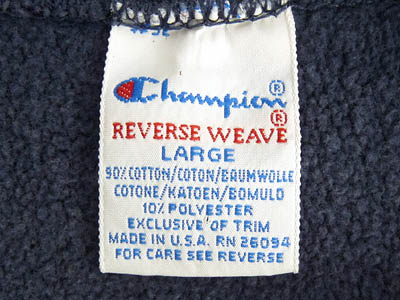 Champion®
REVERSE WEAVE®
LARGE
90% COTTON/COTON/BAUMWOLLE
COTONE/KATOEN/BOMULD
10% POLYESTER
EXCLUSIVE OF TRIM
MADE IN U.S.A. RN 26094
FOR CARE SEE REVERSE